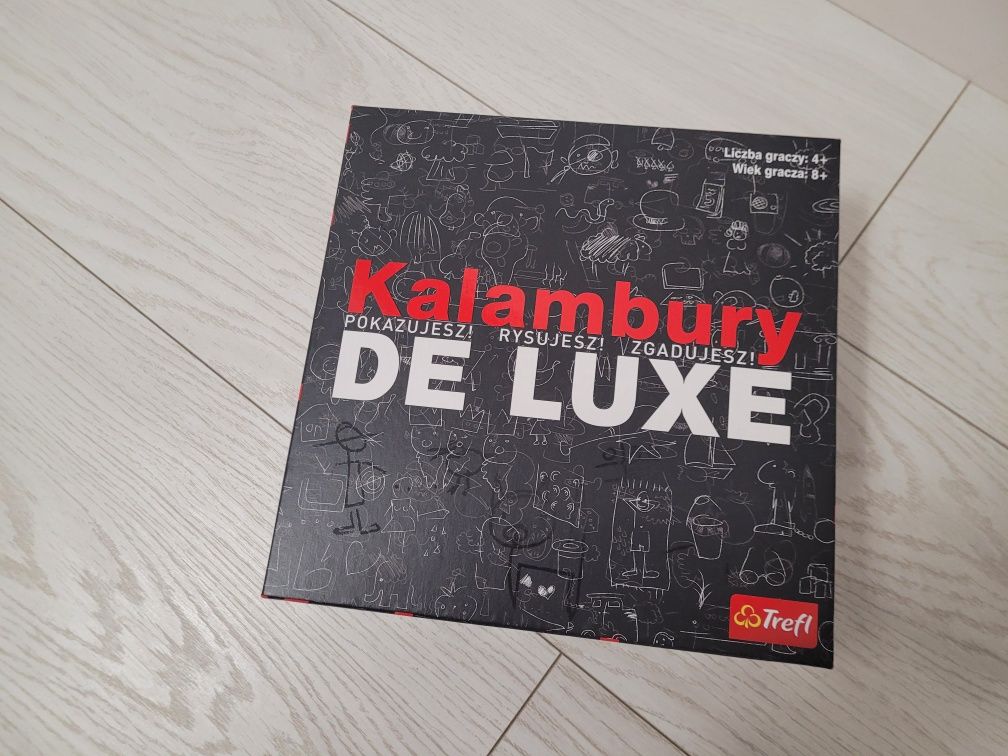 Liczba graczy: 4+
Wiek gracza: 8+
Kalambury
POKAZUJESZ! RYSUJESZ! ZGADUJESZ!
DE LUXE
Trefl